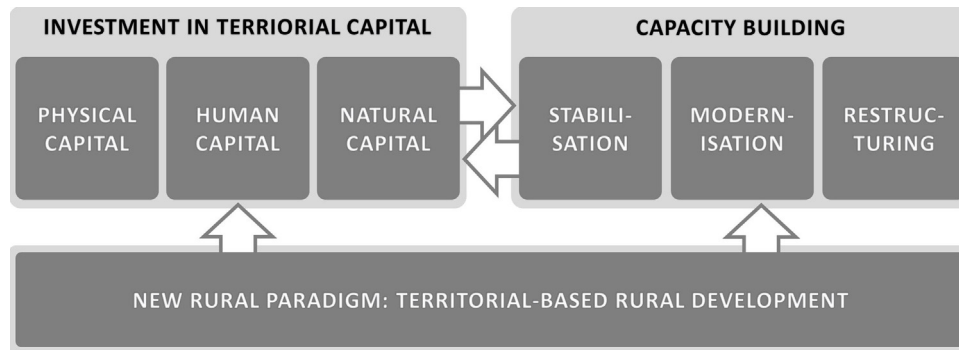 INVESTMENT IN TERRIORIAL CAPITAL
PHYSICAL
CAPITAL
HUMAN
CAPITAL
NATURAL
CAPITAL
CAPACITY BUILDING
STABILI-
SATION
MODERN-
ISATION
RESTRUC-
TURING
NEW RURAL PARADIGM: TERRITORIAL-BASED RURAL DEVELOPMENT